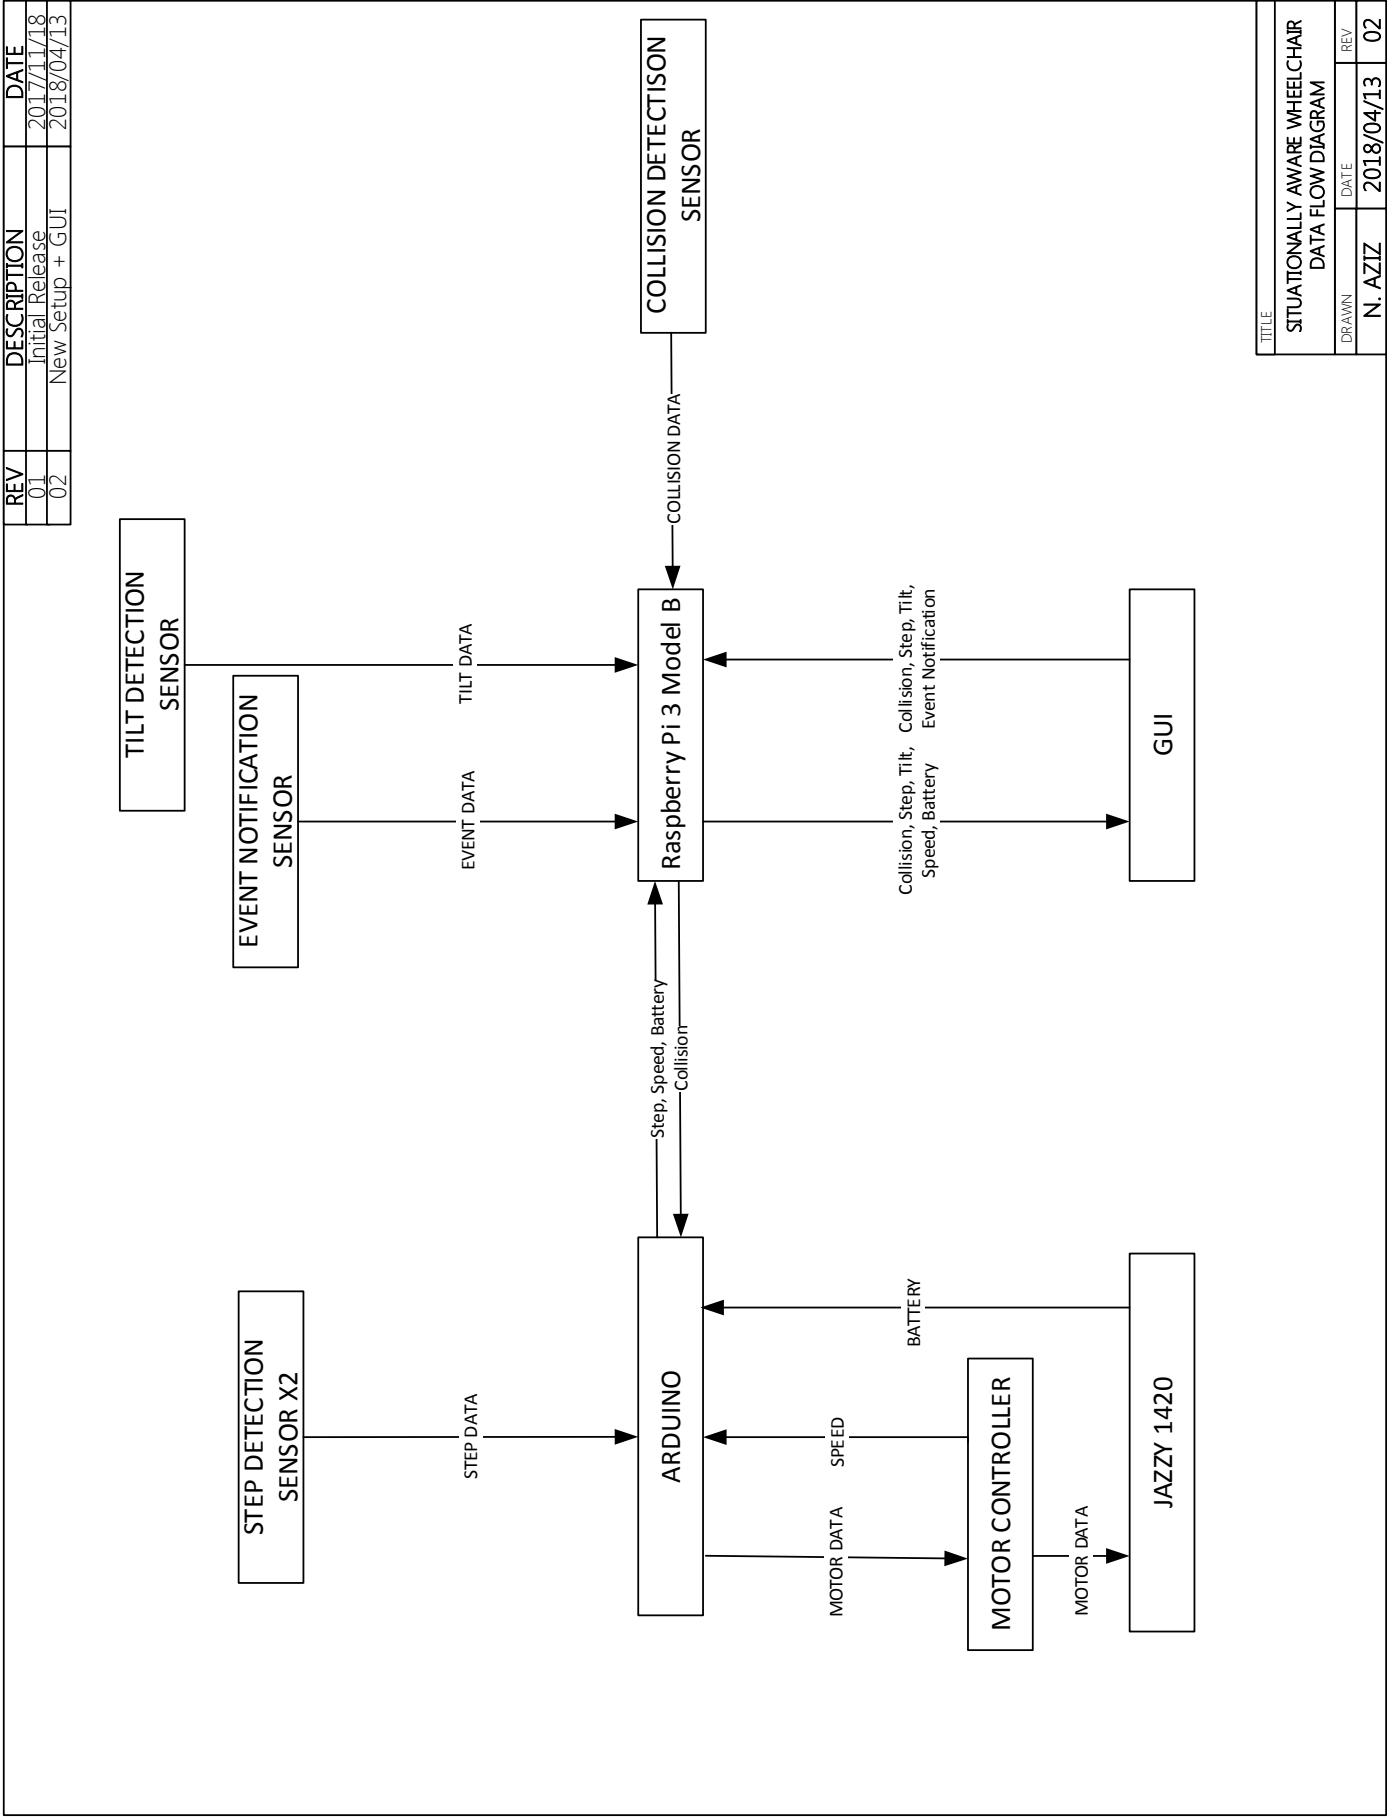 REV DESCRIPTION DATE
01 Initial Release 2017/11/18
02 New Setup + GUI 2018/04/13
TILT DETECTION
SENSOR
EVENT NOTIFICATION
SENSOR
STEP DETECTION
SENSOR X2
STEP DATA
EVENT DATA
TILT DATA
ARDUINO
Step, Speed, Battery
Collision
Raspberry Pi 3 Model B
COLLISION DATA
COLLISION DETECTISON
SENSOR
MOTOR DATA
SPEED
BATTERY
Collision, Step, Tilt,
Speed, Battery
Collision, Step, Tilt,
Event Notification
MOTOR CONTROLLER
MOTOR DATA
JAZZY 1420
GUI
TITLE
SITUATIONALLY AWARE WHEELCHAIR
DATA FLOW DIAGRAM
DRAWN DATE REV
N. AZIZ 2018/04/13 02